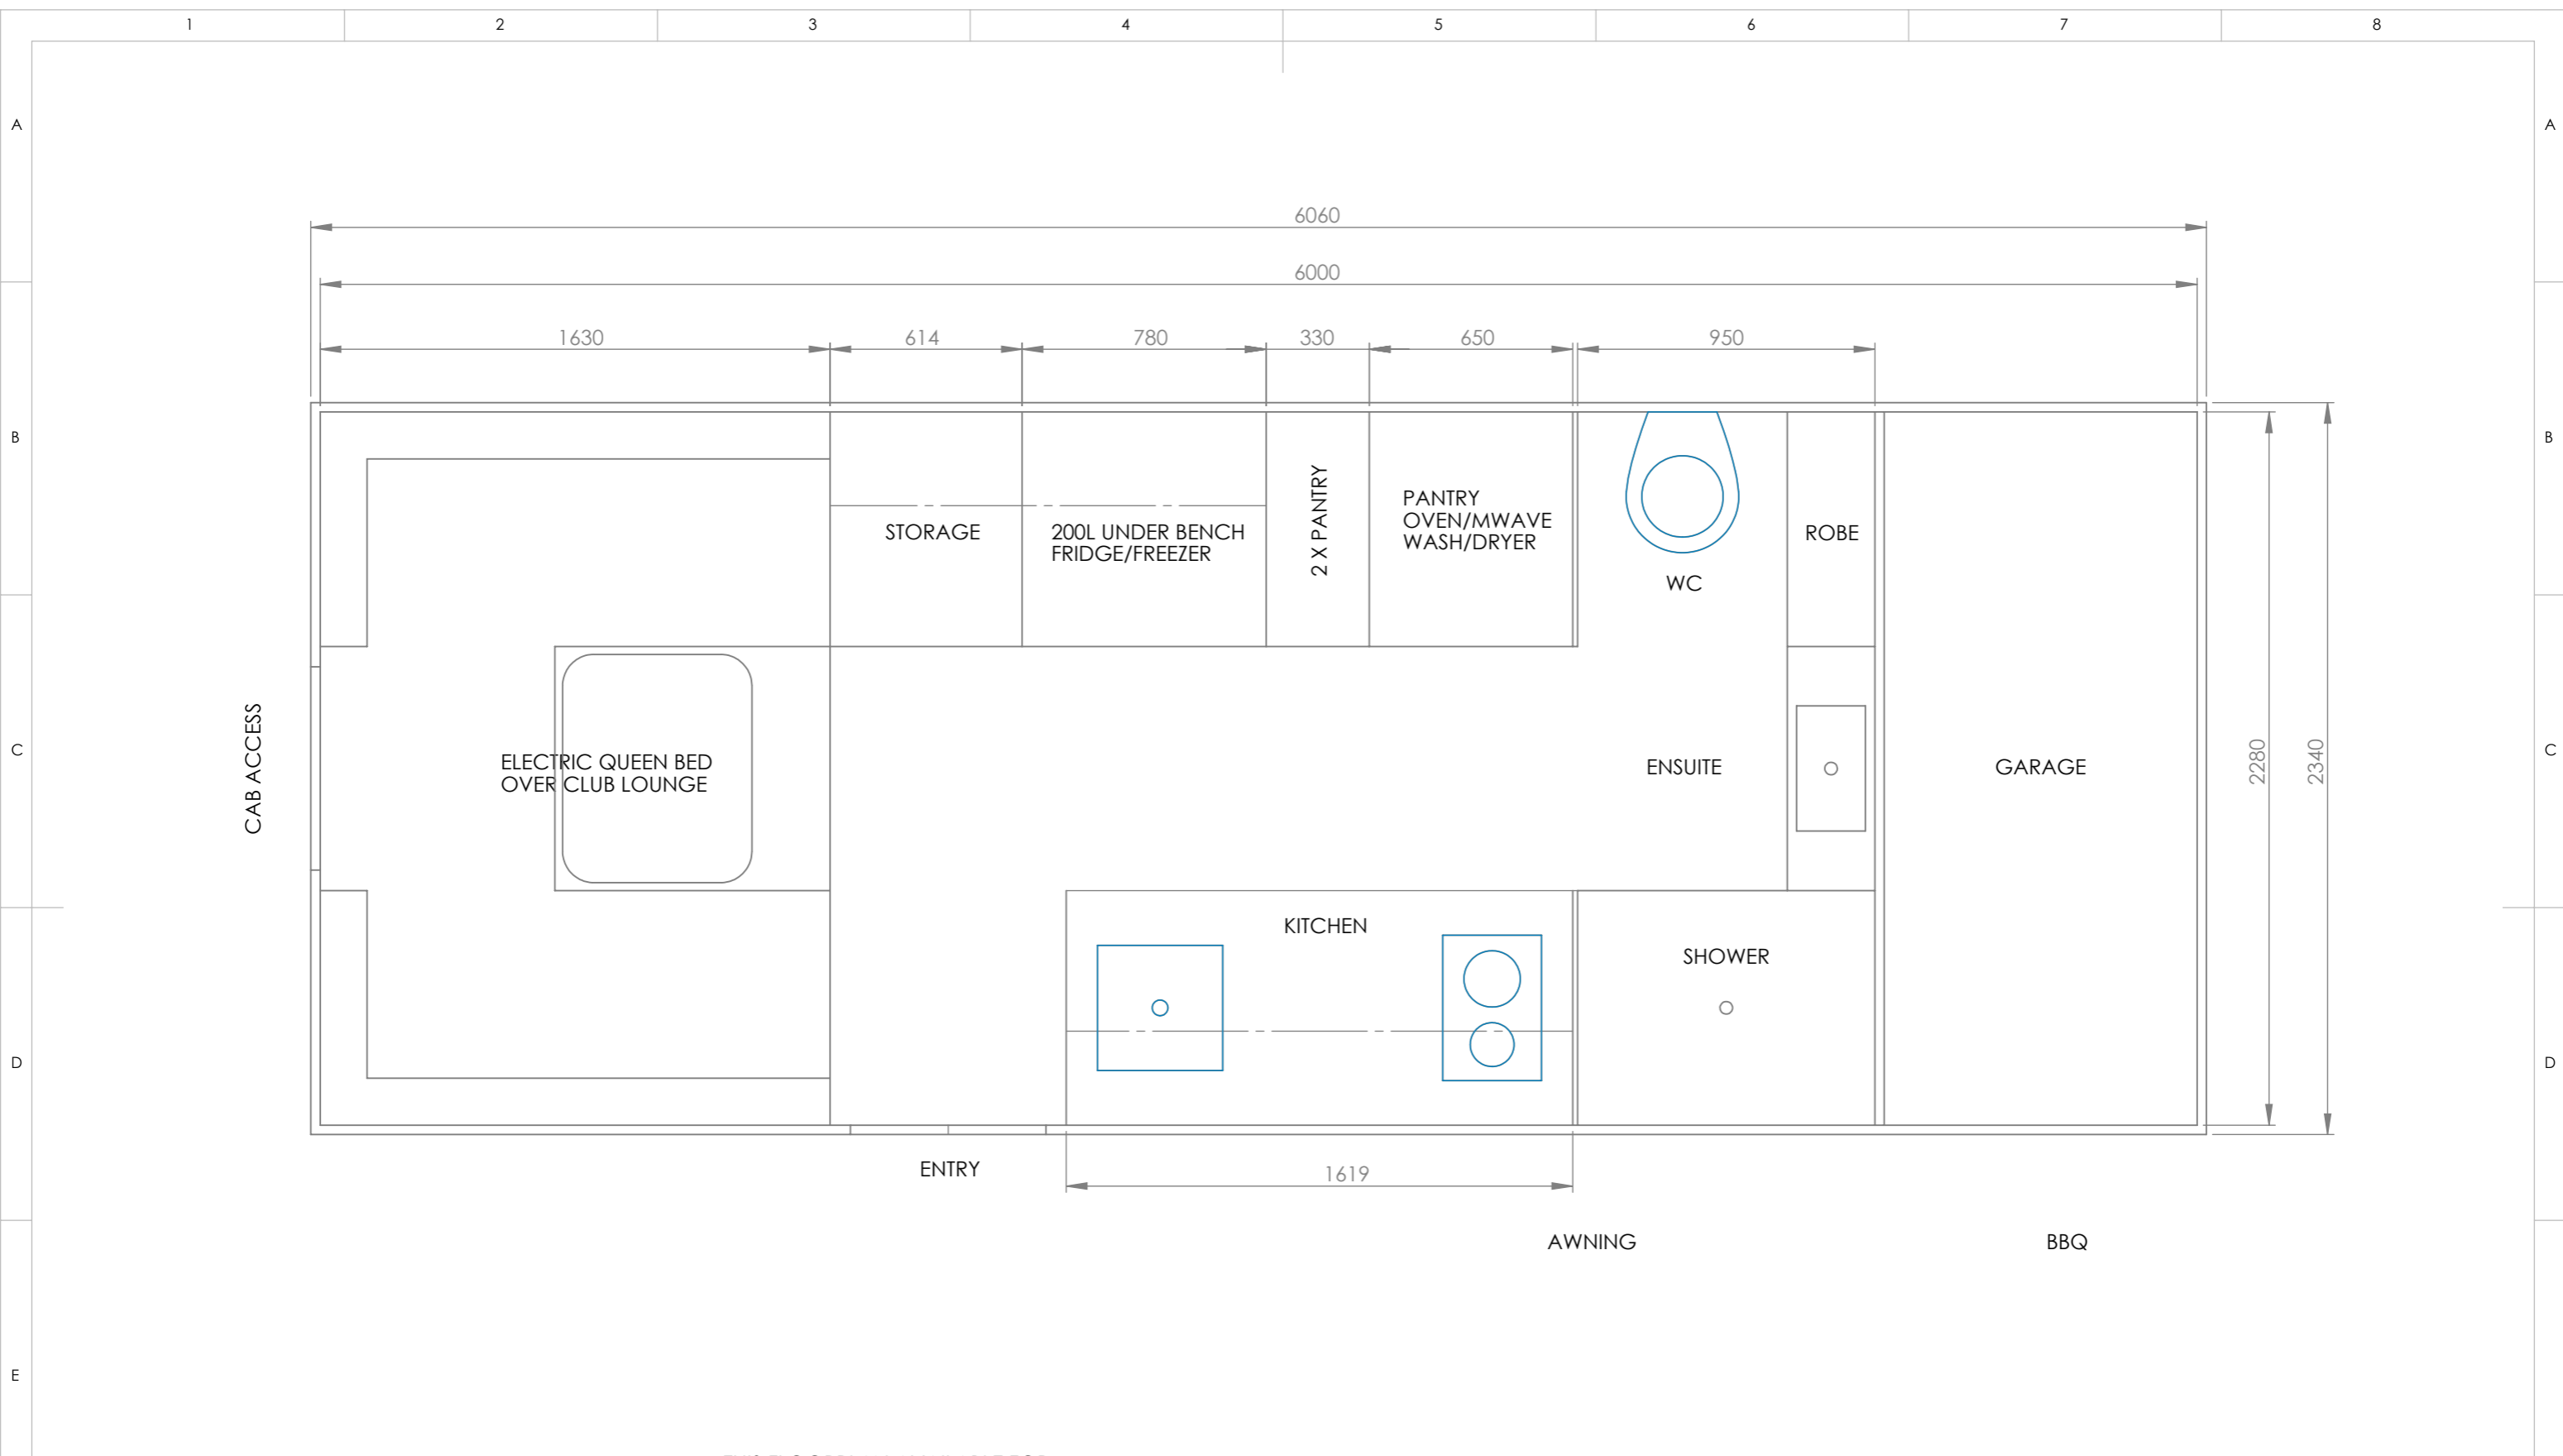 1 2 3 4 5 6 7 8
A A
6060
6000
1630 614 780 330 650 950
B B
2 X PANTRY
PANTRY
OVEN/MWAVE
WASH/DRYER
STORAGE
200L UNDER BENCH
FRIDGE/FREEZER
ROBE
WC
CAB ACCESS
C C
ELECTRIC QUEEN BED
OVER CLUB LOUNGE
ENSUITE
GARAGE
2280
2340
KITCHEN
SHOWER
D D
ENTRY
1619
AWNING
BBQ
E